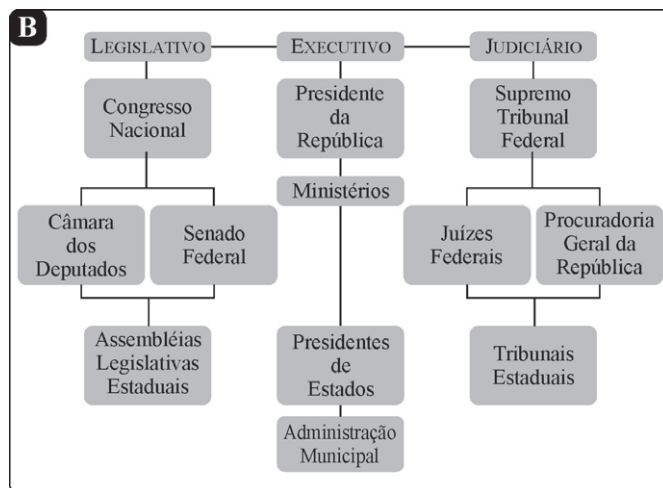 B
LEGISLATIVO
EXECUTIVO
JUDICIÁRIO
Congresso
Nacional
Presidente
da
República
Supremo
Tribunal
Federal
Ministérios
Câmara
dos
Deputados
Senado
Federal
Juízes
Federais
Procuradoria
Geral da
República
Assembléias
Legislativas
Estaduais
Presidentes
de
Estados
Tribunais
Estaduais
Administração
Municipal